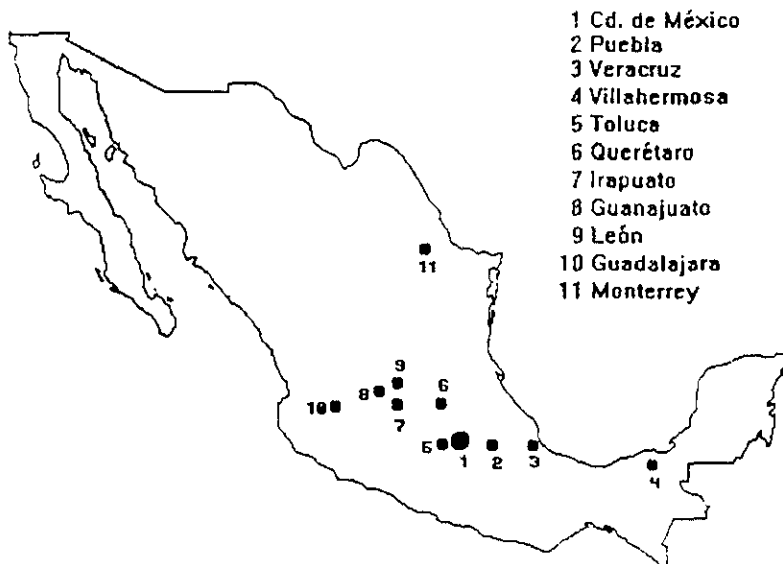 1 Cd. de México
2 Puebla
3 Veracruz
4 Villahermosa
5 Toluca
6 Querétaro
7 Irapuato
8 Guanajuato
9 León
10 Guadalajara
11 Monterrey
11
9
8
6
10
7
5
1
2
3
4